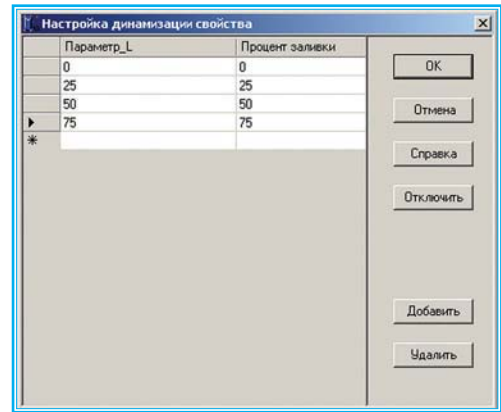 Настройка динамизации свойства
Параметр_L Процент заливки
0 0
25 25
50 50
75 75
OK
Отмена
Справка
Отключить
Добавить
Удалить